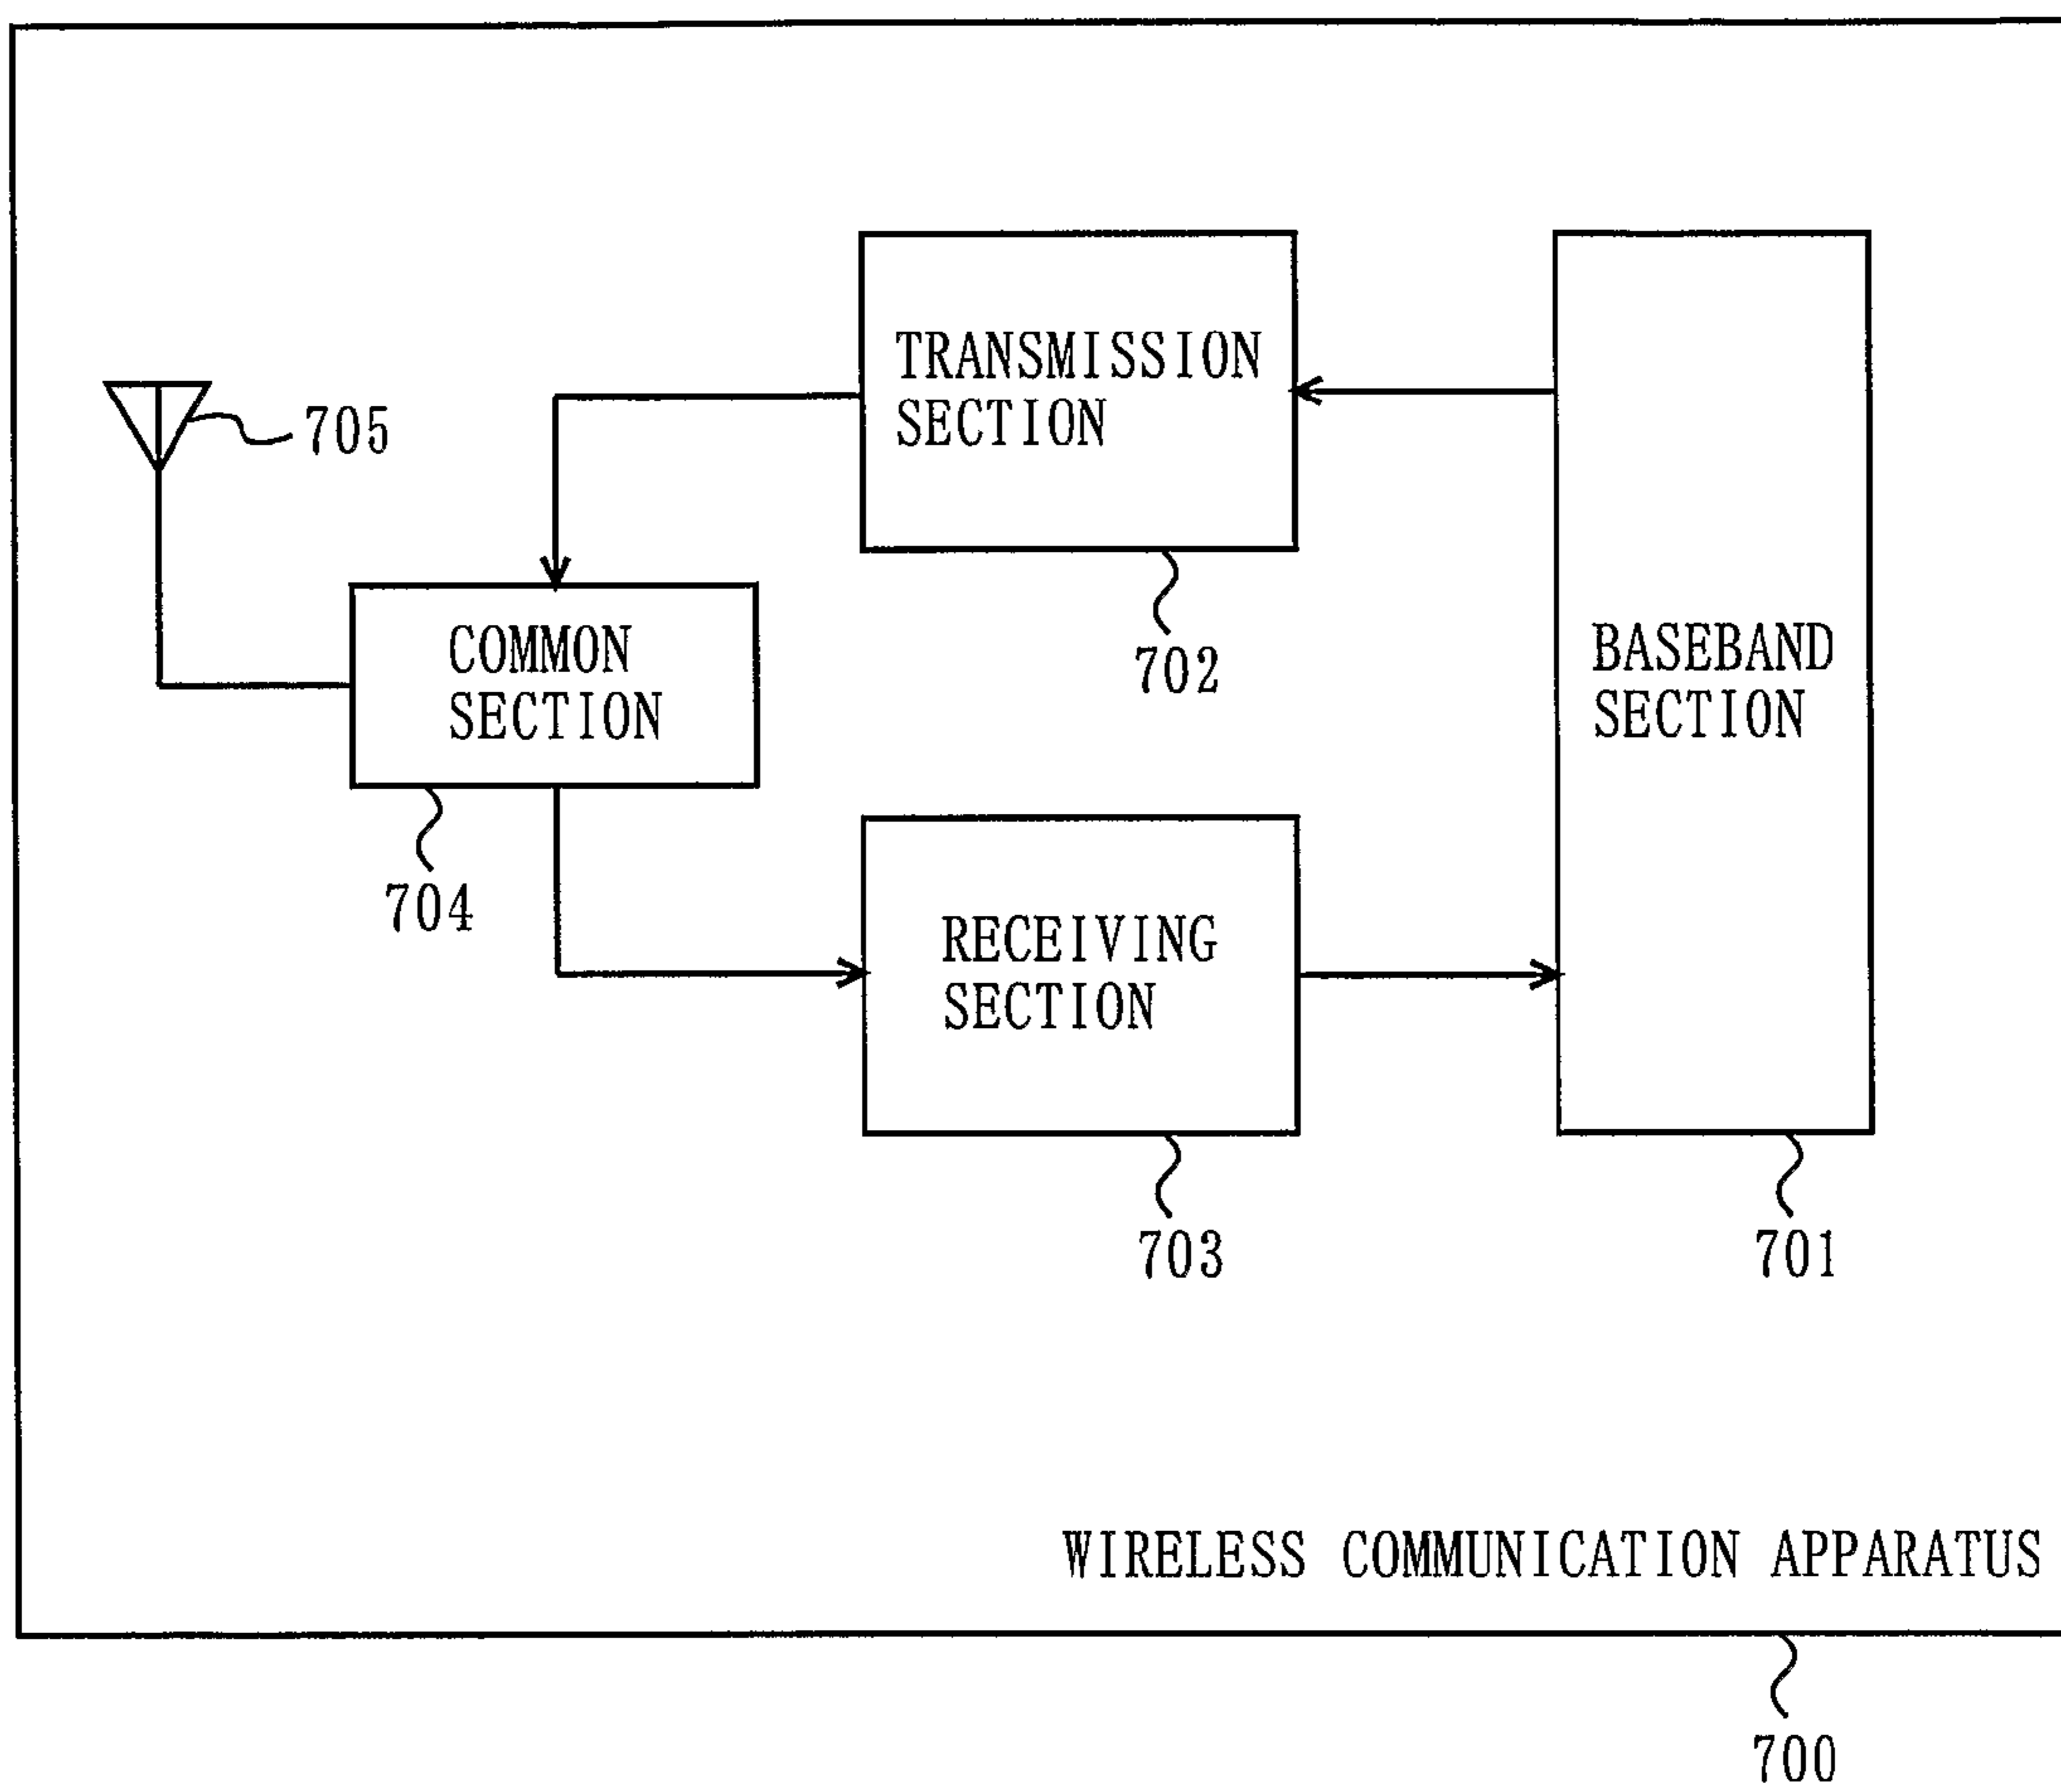 TRANSMISSION
SECTION
702
705
COMMON
SECTION
704
BASEBAND
SECTION
701
RECEIVING
SECTION
703
WIRELESS COMMUNICATION APPARATUS
700